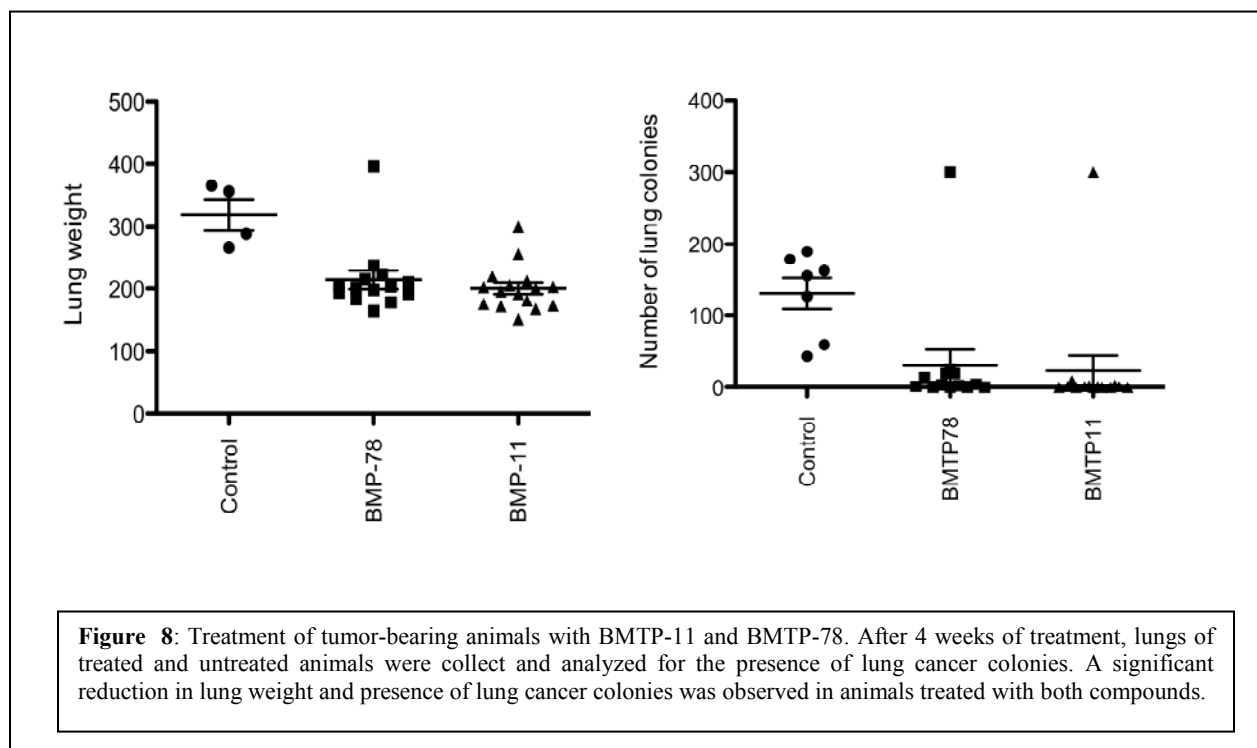 500
400
300
200
100
0
Lung weight
Control
BMP-78
BMP-11
400
300
200
100
0
Number of lung colonies
Control
BMTP78
BMTP11
Figure 8: Treatment of tumor-bearing animals with BMTP-11 and BMTP-78. After 4 weeks of treatment, lungs of
treated and untreated animals were collect and analyzed for the presence of lung cancer colonies. A significant
reduction in lung weight and presence of lung cancer colonies was observed in animals treated with both compounds.